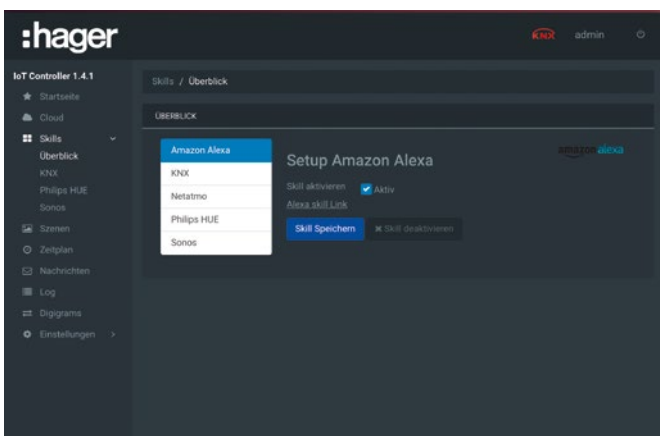 :hager
KNX admin
IoT Controller 1.4.1
Startseite
Cloud
Skills
Überblick
KNX
Philips HUE
Sonos
Szenen
Zeitplan
Nachrichten
Log
Digigrams
Einstellungen
Skills / Überblick
ÜBERBLICK
Amazon Alexa
KNX
Netatmo
Philips HUE
Sonos
Setup Amazon Alexa
amazon alexa
Skill aktivieren Aktiv
Alexa skill Link
Skill Speichern Skill deaktivieren